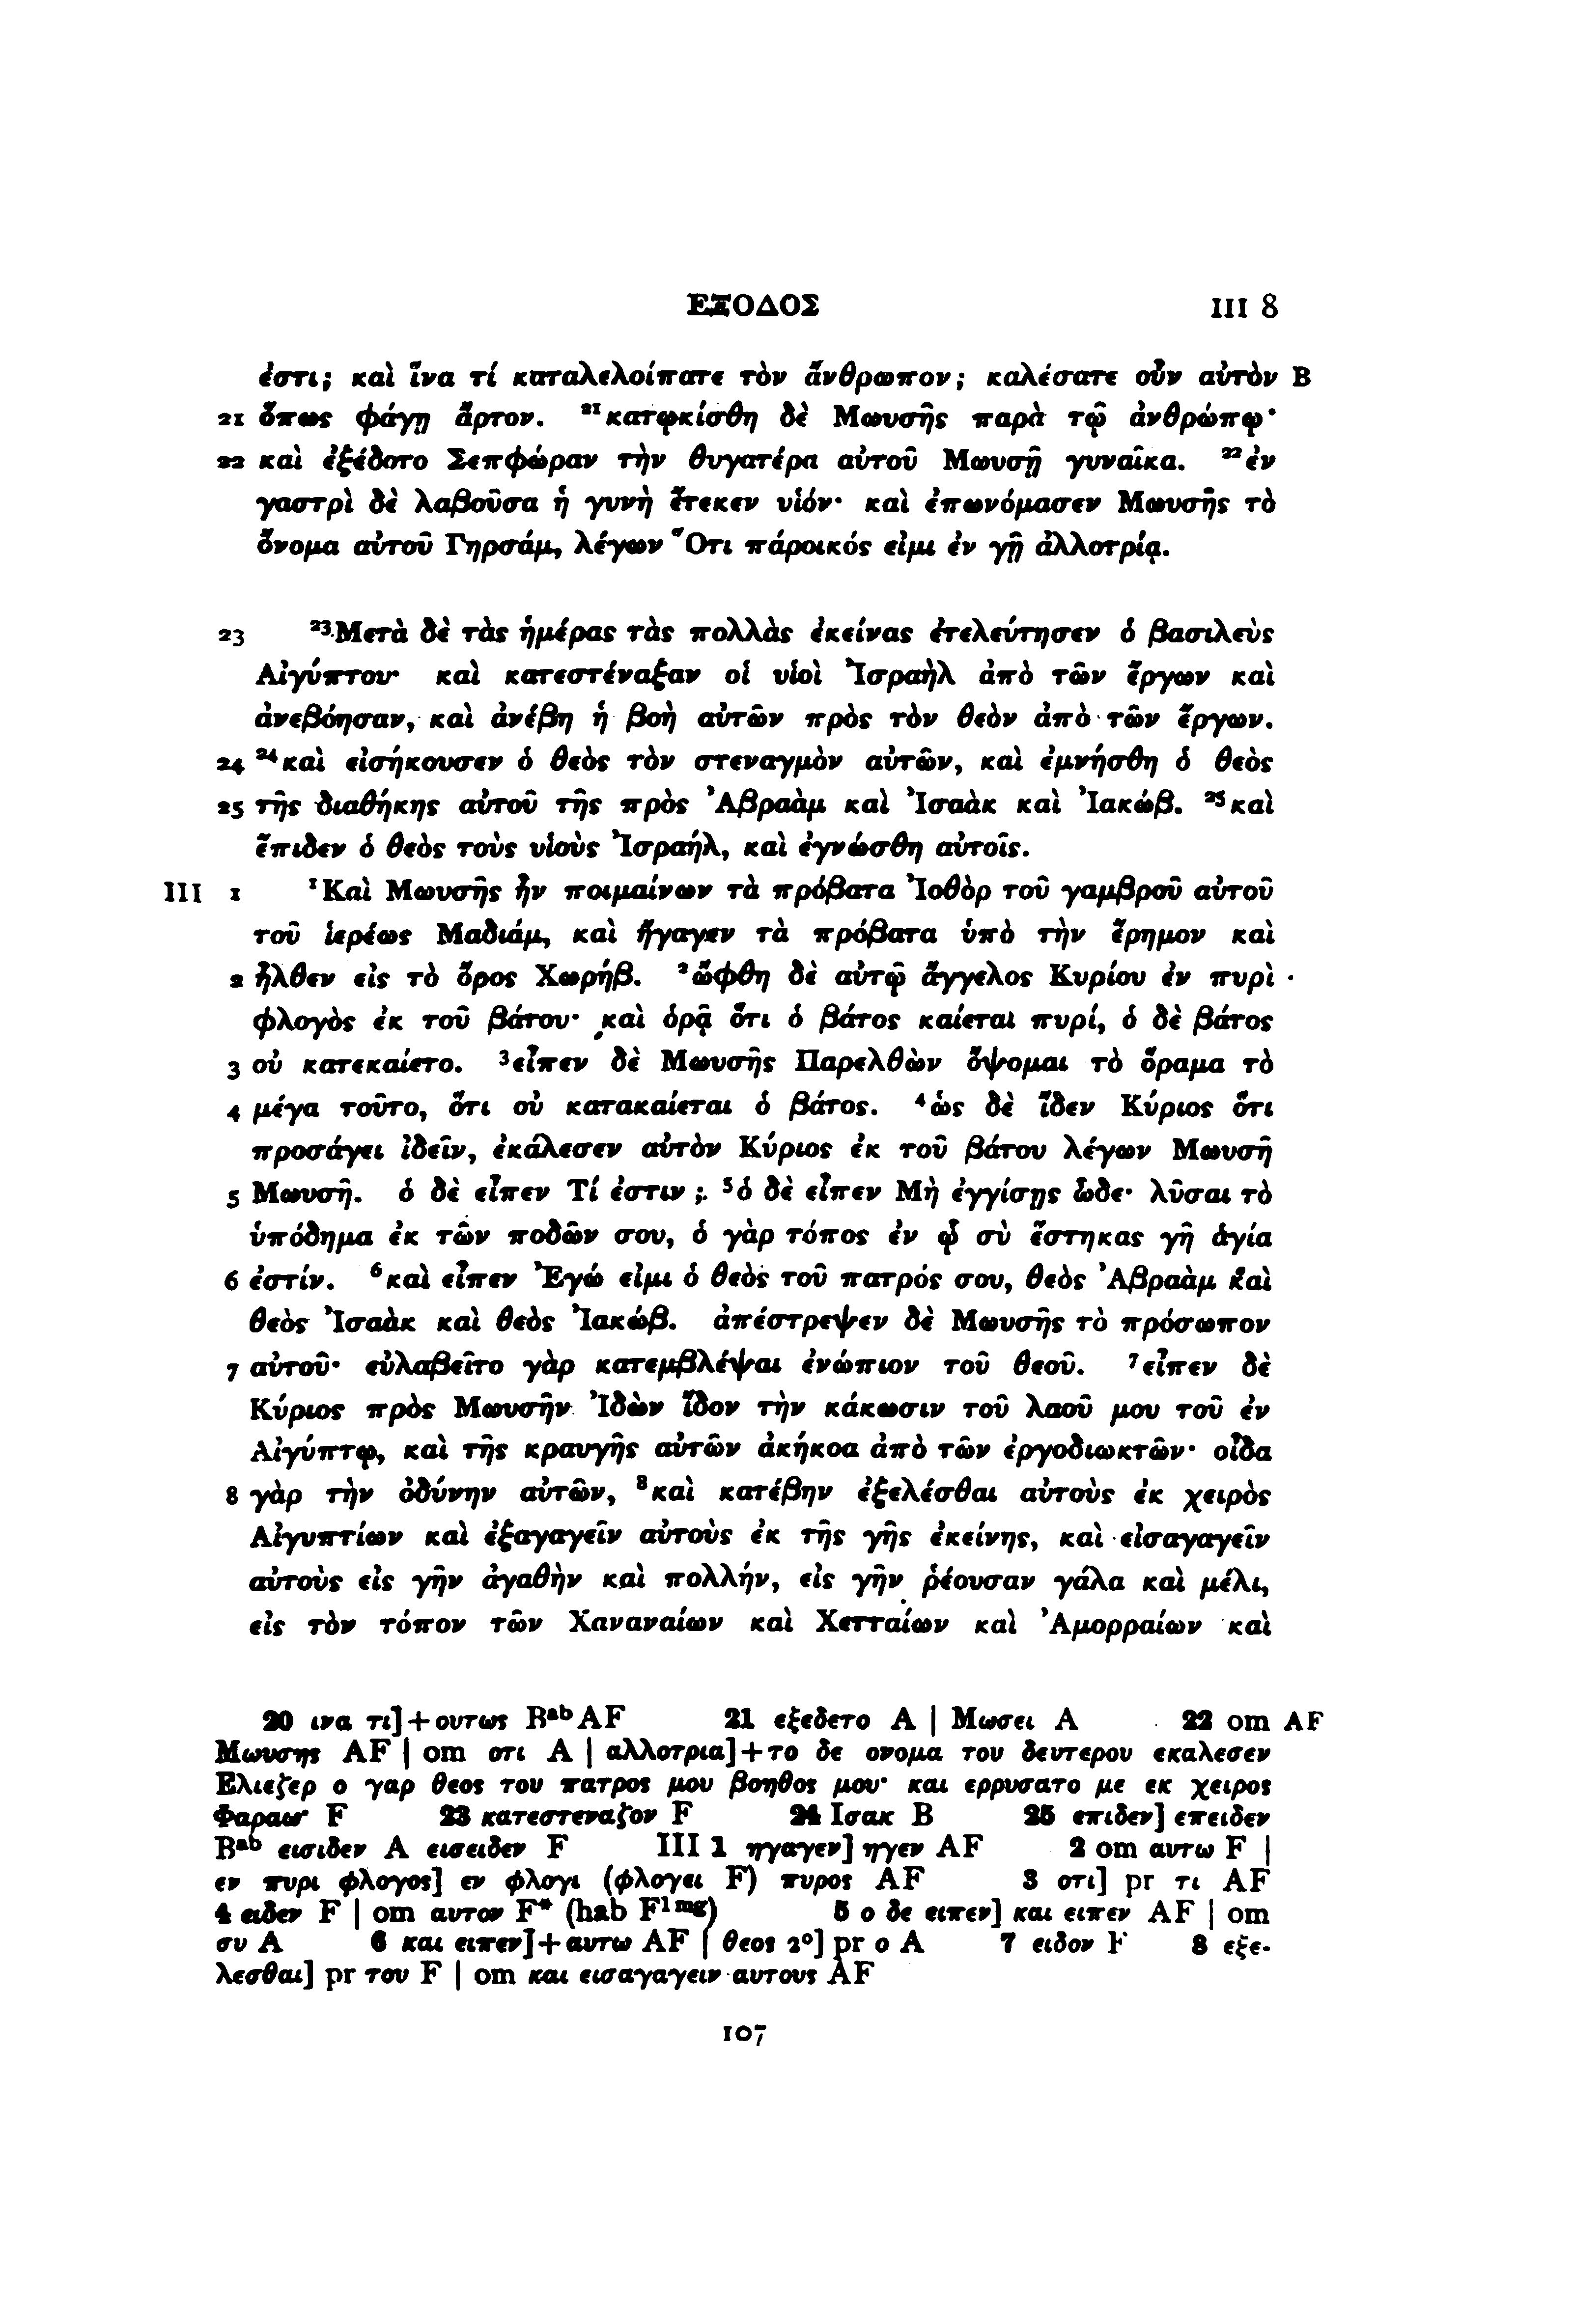 ΕΞΟΔΟΣ III 8
ἐστι; καὶ ἵνα τί καταλελοίπατε τὸν ἄνθρωπον; καλέσατε οὖν αὐτὸν B
21 ὅπως φάγῃ ἄρτον. ²¹κατῳκίσθη δὲ Μωυσῆς παρὰ τῷ ἀνθρώπῳ·
22 καὶ ἐξέδοτο Σεπφώραν τὴν θυγατέρα αὐτοῦ Μωυσῇ γυναῖκα. ²²ἐν
γαστρὶ δὲ λαβοῦσα ἡ γυνὴ ἔτεκεν υἱόν· καὶ ἐπωνόμασεν Μωυσῆς τὸ
ὄνομα αὐτοῦ Γηρσάμ, λέγων Ὅτι πάροικός εἰμι ἐν γῇ ἀλλοτρίᾳ.
23 ²³Μετὰ δὲ τὰς ἡμέρας τὰς πολλὰς ἐκείνας ἐτελεύτησεν ὁ βασιλεὺς
Αἰγύπτου· καὶ κατεστέναξαν οἱ υἱοὶ Ἰσραὴλ ἀπὸ τῶν ἔργων καὶ
ἀνεβόησαν, καὶ ἀνέβη ἡ βοὴ αὐτῶν πρὸς τὸν θεὸν ἀπὸ τῶν ἔργων.
24 ²⁴καὶ εἰσήκουσεν ὁ θεὸς τὸν στεναγμὸν αὐτῶν, καὶ ἐμνήσθη ὁ θεὸς
25 τῆς διαθήκης αὐτοῦ τῆς πρὸς Ἀβραὰμ καὶ Ἰσαὰκ καὶ Ἰακώβ. ²⁵καὶ
ἔπιδεν ὁ θεὸς τοὺς υἱοὺς Ἰσραήλ, καὶ ἐγνώσθη αὐτοῖς.
III 1 ¹Καὶ Μωυσῆς ἦν ποιμαίνων τὰ πρόβατα Ἰοθὸρ τοῦ γαμβροῦ αὐτοῦ
τοῦ ἱερέως Μαδιάμ, καὶ ἤγαγεν τὰ πρόβατα ὑπὸ τὴν ἔρημον καὶ
2 ἦλθεν εἰς τὸ ὄρος Χωρήβ. ²ὤφθη δὲ αὐτῷ ἄγγελος Κυρίου ἐν πυρὶ
φλογὸς ἐκ τοῦ βάτου· καὶ ὁρᾷ ὅτι ὁ βάτος καίεται πυρί, ὁ δὲ βάτος
3 οὐ κατεκαίετο. ³εἶπεν δὲ Μωυσῆς Παρελθὼν ὄψομαι τὸ ὅραμα τὸ
4 μέγα τοῦτο, ὅτι οὐ κατακαίεται ὁ βάτος. ⁴ὡς δὲ ἴδεν Κύριος ὅτι
προσάγει ἰδεῖν, ἐκάλεσεν αὐτὸν Κύριος ἐκ τοῦ βάτου λέγων Μωυσῆ
5 Μωυσῆ. ὁ δὲ εἶπεν Τί ἐστιν; ⁵ὁ δὲ εἶπεν Μὴ ἐγγίσῃς ὧδε· λῦσαι τὸ
ὑπόδημα ἐκ τῶν ποδῶν σου, ὁ γὰρ τόπος ἐν ᾧ σὺ ἕστηκας γῆ ἁγία
6 ἐστίν. ⁶καὶ εἶπεν Ἐγώ εἰμι ὁ θεὸς τοῦ πατρός σου, θεὸς Ἀβραὰμ καὶ
θεὸς Ἰσαὰκ καὶ θεὸς Ἰακώβ. ἀπέστρεψεν δὲ Μωυσῆς τὸ πρόσωπον
7 αὐτοῦ· εὐλαβεῖτο γὰρ κατεμβλέψαι ἐνώπιον τοῦ θεοῦ. ⁷εἶπεν δὲ
Κύριος πρὸς Μωυσῆν Ἰδὼν ἴδον τὴν κάκωσιν τοῦ λαοῦ μου τοῦ ἐν
Αἰγύπτῳ, καὶ τῆς κραυγῆς αὐτῶν ἀκήκοα ἀπὸ τῶν ἐργοδιωκτῶν· οἶδα
8 γὰρ τὴν ὀδύνην αὐτῶν, ⁸καὶ κατέβην ἐξελέσθαι αὐτοὺς ἐκ χειρὸς
Αἰγυπτίων καὶ ἐξαγαγεῖν αὐτοὺς ἐκ τῆς γῆς ἐκείνης, καὶ εἰσαγαγεῖν
αὐτοὺς εἰς γῆν ἀγαθὴν καὶ πολλήν, εἰς γῆν ῥέουσαν γάλα καὶ μέλι,
εἰς τὸν τόπον τῶν Χαναναίων καὶ Χετταίων καὶ Ἀμορραίων καὶ
20 ινα τι]+ουτως Bᵃᵇ AF 21 εξεδετο A | Μωσει A 22 om AF
Μωυσης AF | om οτι A | αλλοτρια]+το δε ονομα του δευτερου εκαλεσεν
Ελιεζερ ο γαρ θεος του πατρος μου βοηθος μου· και ερρυσατο με εκ χειρος
Φαραω· F 23 κατεστεναζον F 24 Ισακ B 25 επιδεν] επειδεν
Bᵃᵇ εισιδεν A εισειδεν F III 1 ηγαγεν] ηγεν AF 2 om αυτω F |
εν πυρι φλογος] εν φλογι (φλογει F) πυρος AF 3 οτι] pr τι AF
4 ειδεν F | om αυτον F* (hab F¹ᵐᵍ) 5 ο δε ειπεν] και ειπεν AF | om
συ A 6 και ειπεν]+αυτω AF | θεος 2°] pr ο A 7 ειδον F 8 εξε-
λεσθαι] pr του F | om και εισαγαγειν αυτους AF
107